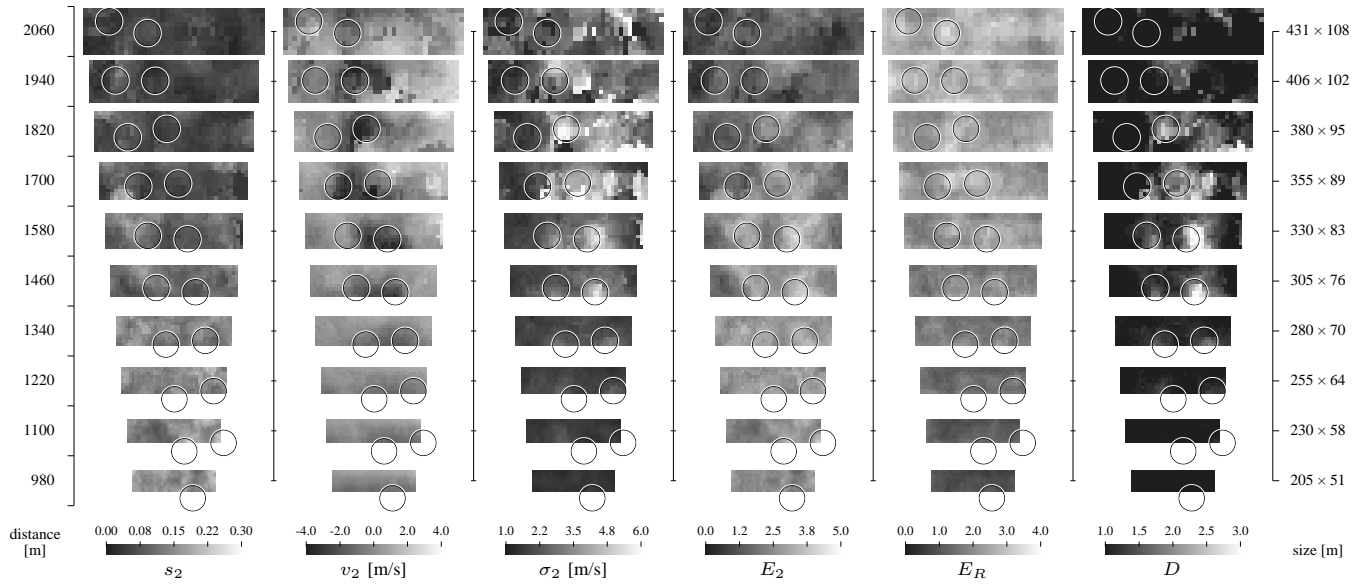 2060 431 × 108
1940 406 × 102
1820 380 × 95
1700 355 × 89
1580 330 × 83
1460 305 × 76
1340 280 × 70
1220 255 × 64
1100 230 × 58
980 205 × 51
distance [m]
0.00 0.08 0.15 0.22 0.30
s₂
-4.0 -2.0 0.0 2.0 4.0
v₂ [m/s]
1.0 2.2 3.5 4.8 6.0
σ₂ [m/s]
0.0 1.2 2.5 3.8 5.0
E₂
0.0 1.0 2.0 3.0 4.0
E_R
1.0 1.5 2.0 2.5 3.0
D
size [m]